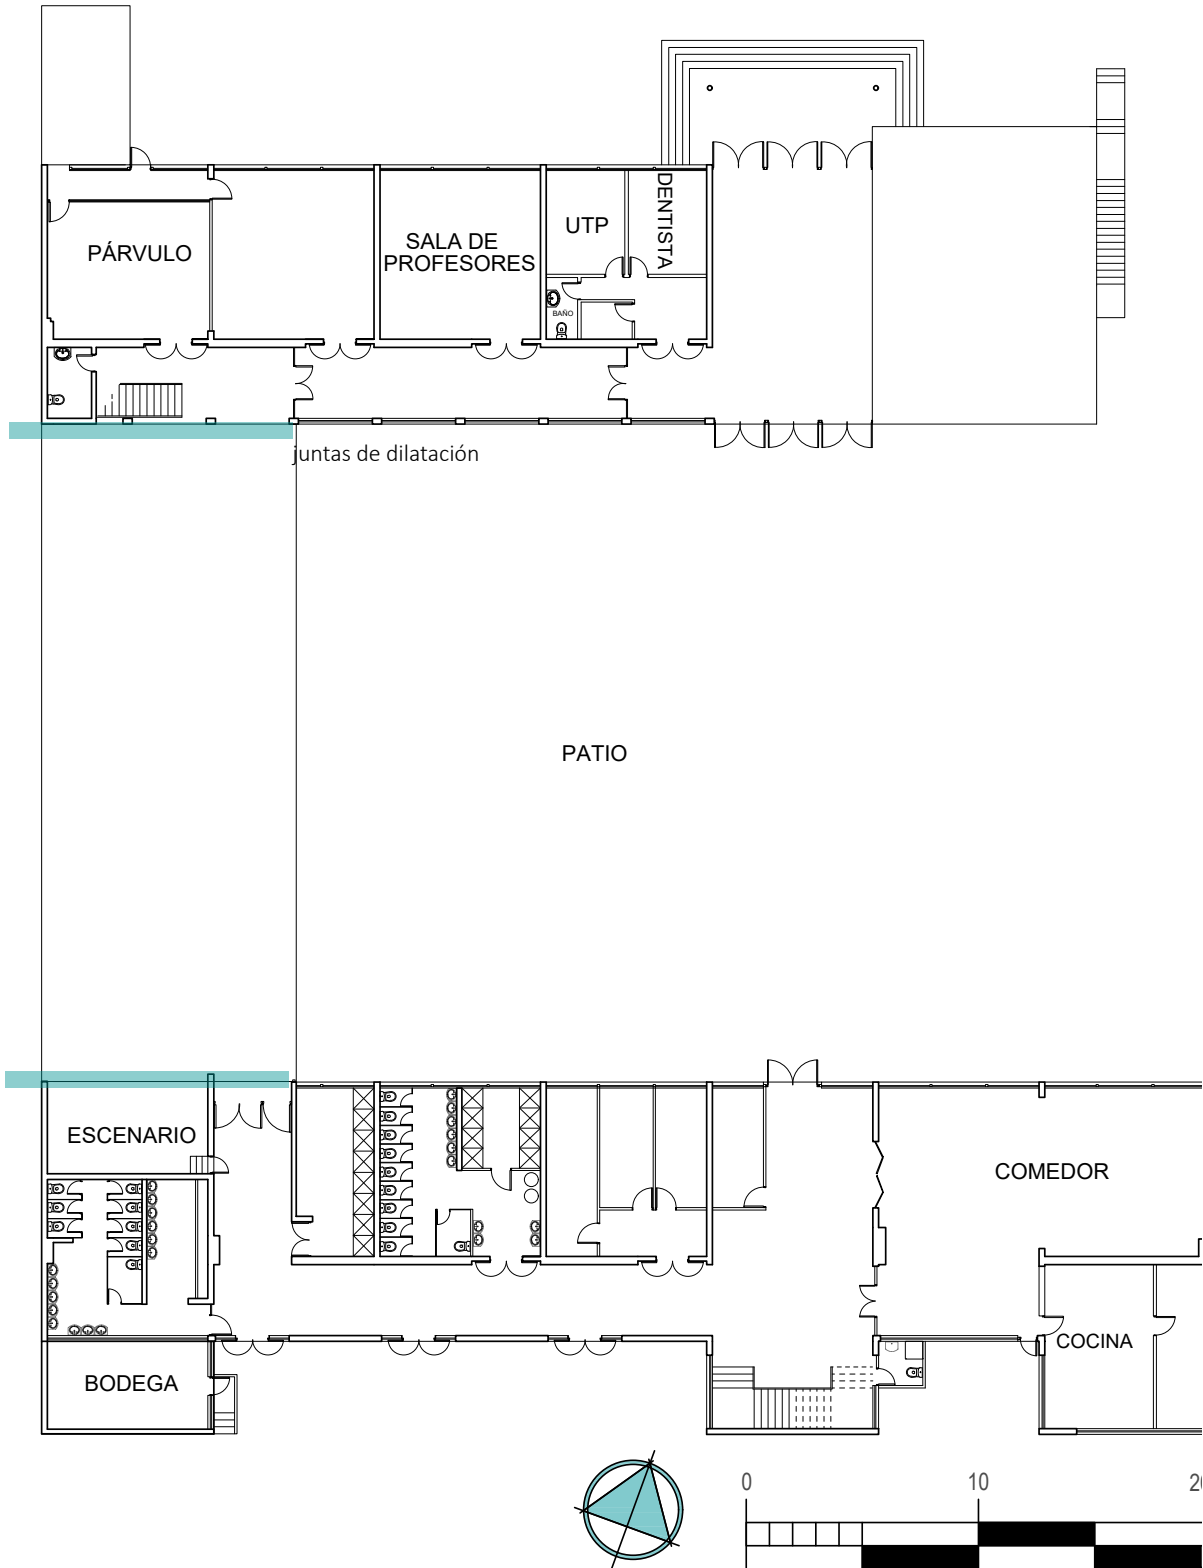 PÁRVULO
SALA DE
PROFESORES
UTP
DENTISTA
BAÑO
juntas de dilatación
PATIO
ESCENARIO
COMEDOR
COCINA
BODEGA
0
10